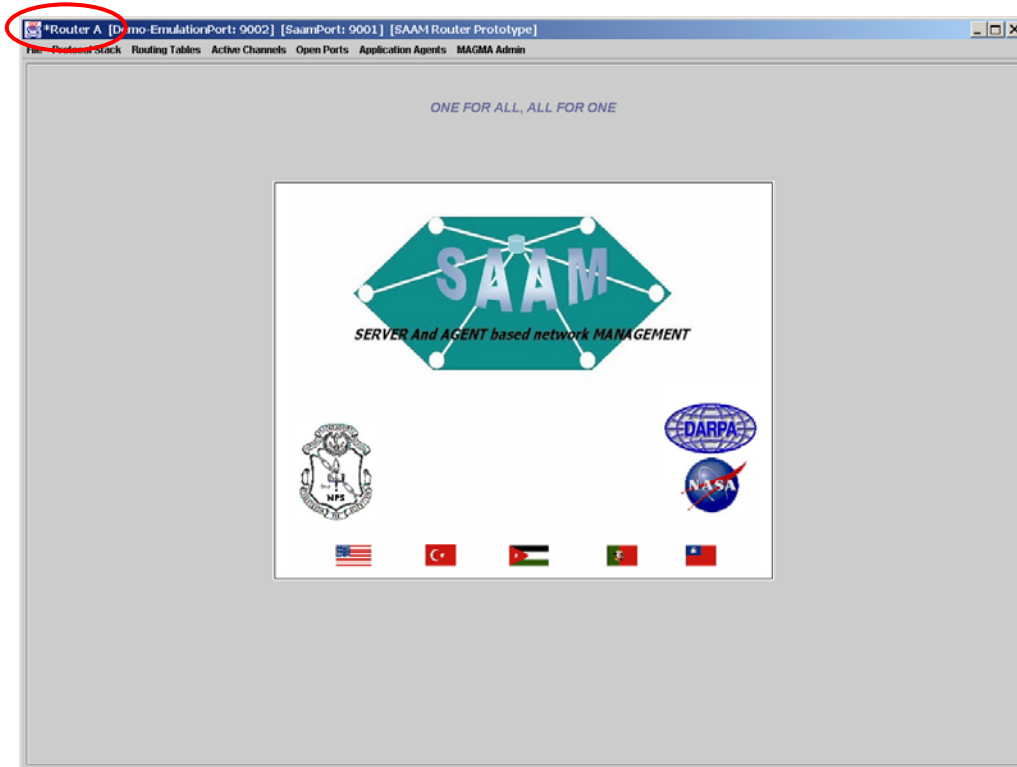 *Router A [Demo-EmulationPort: 9002] [SaamPort: 9001] [SAAM Router Prototype]
File Protocol Stack Routing Tables Active Channels Open Ports Application Agents MAGMA Admin
ONE FOR ALL, ALL FOR ONE
SAAM
SERVER And AGENT based network MANAGEMENT
DARPA
NPS
NASA